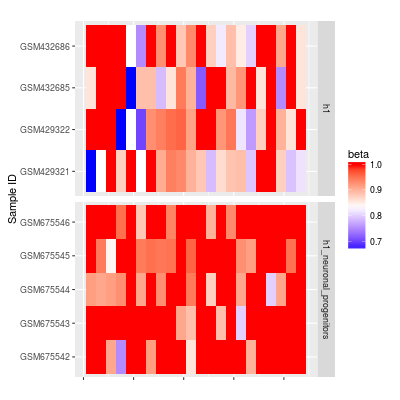 GSM432686
GSM432685
GSM429322
GSM429321
h1
GSM675546
GSM675545
GSM675544
GSM675543
GSM675542
h1_neuronal_progenitors
Sample ID
beta
1.0
0.9
0.8
0.7